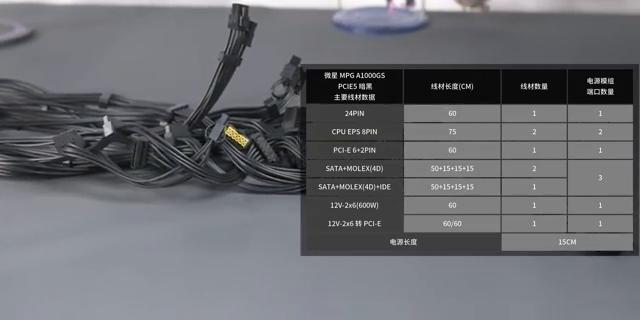 微星 MPG A1000GS
PCIE5 暗黑
主要线材数据
线材长度(CM)
线材数量
电源模组
端口数量
24PIN 60 1 1
CPU EPS 8PIN 75 2 2
PCI-E 6+2PIN 60 1 1
SATA+MOLEX(4D) 50+15+15+15 2
3
SATA+MOLEX(4D)+IDE 50+15+15+15 1
12V-2x6(600W) 60 1 1
12V-2x6 转 PCI-E 60/60 1 1
电源长度 15CM